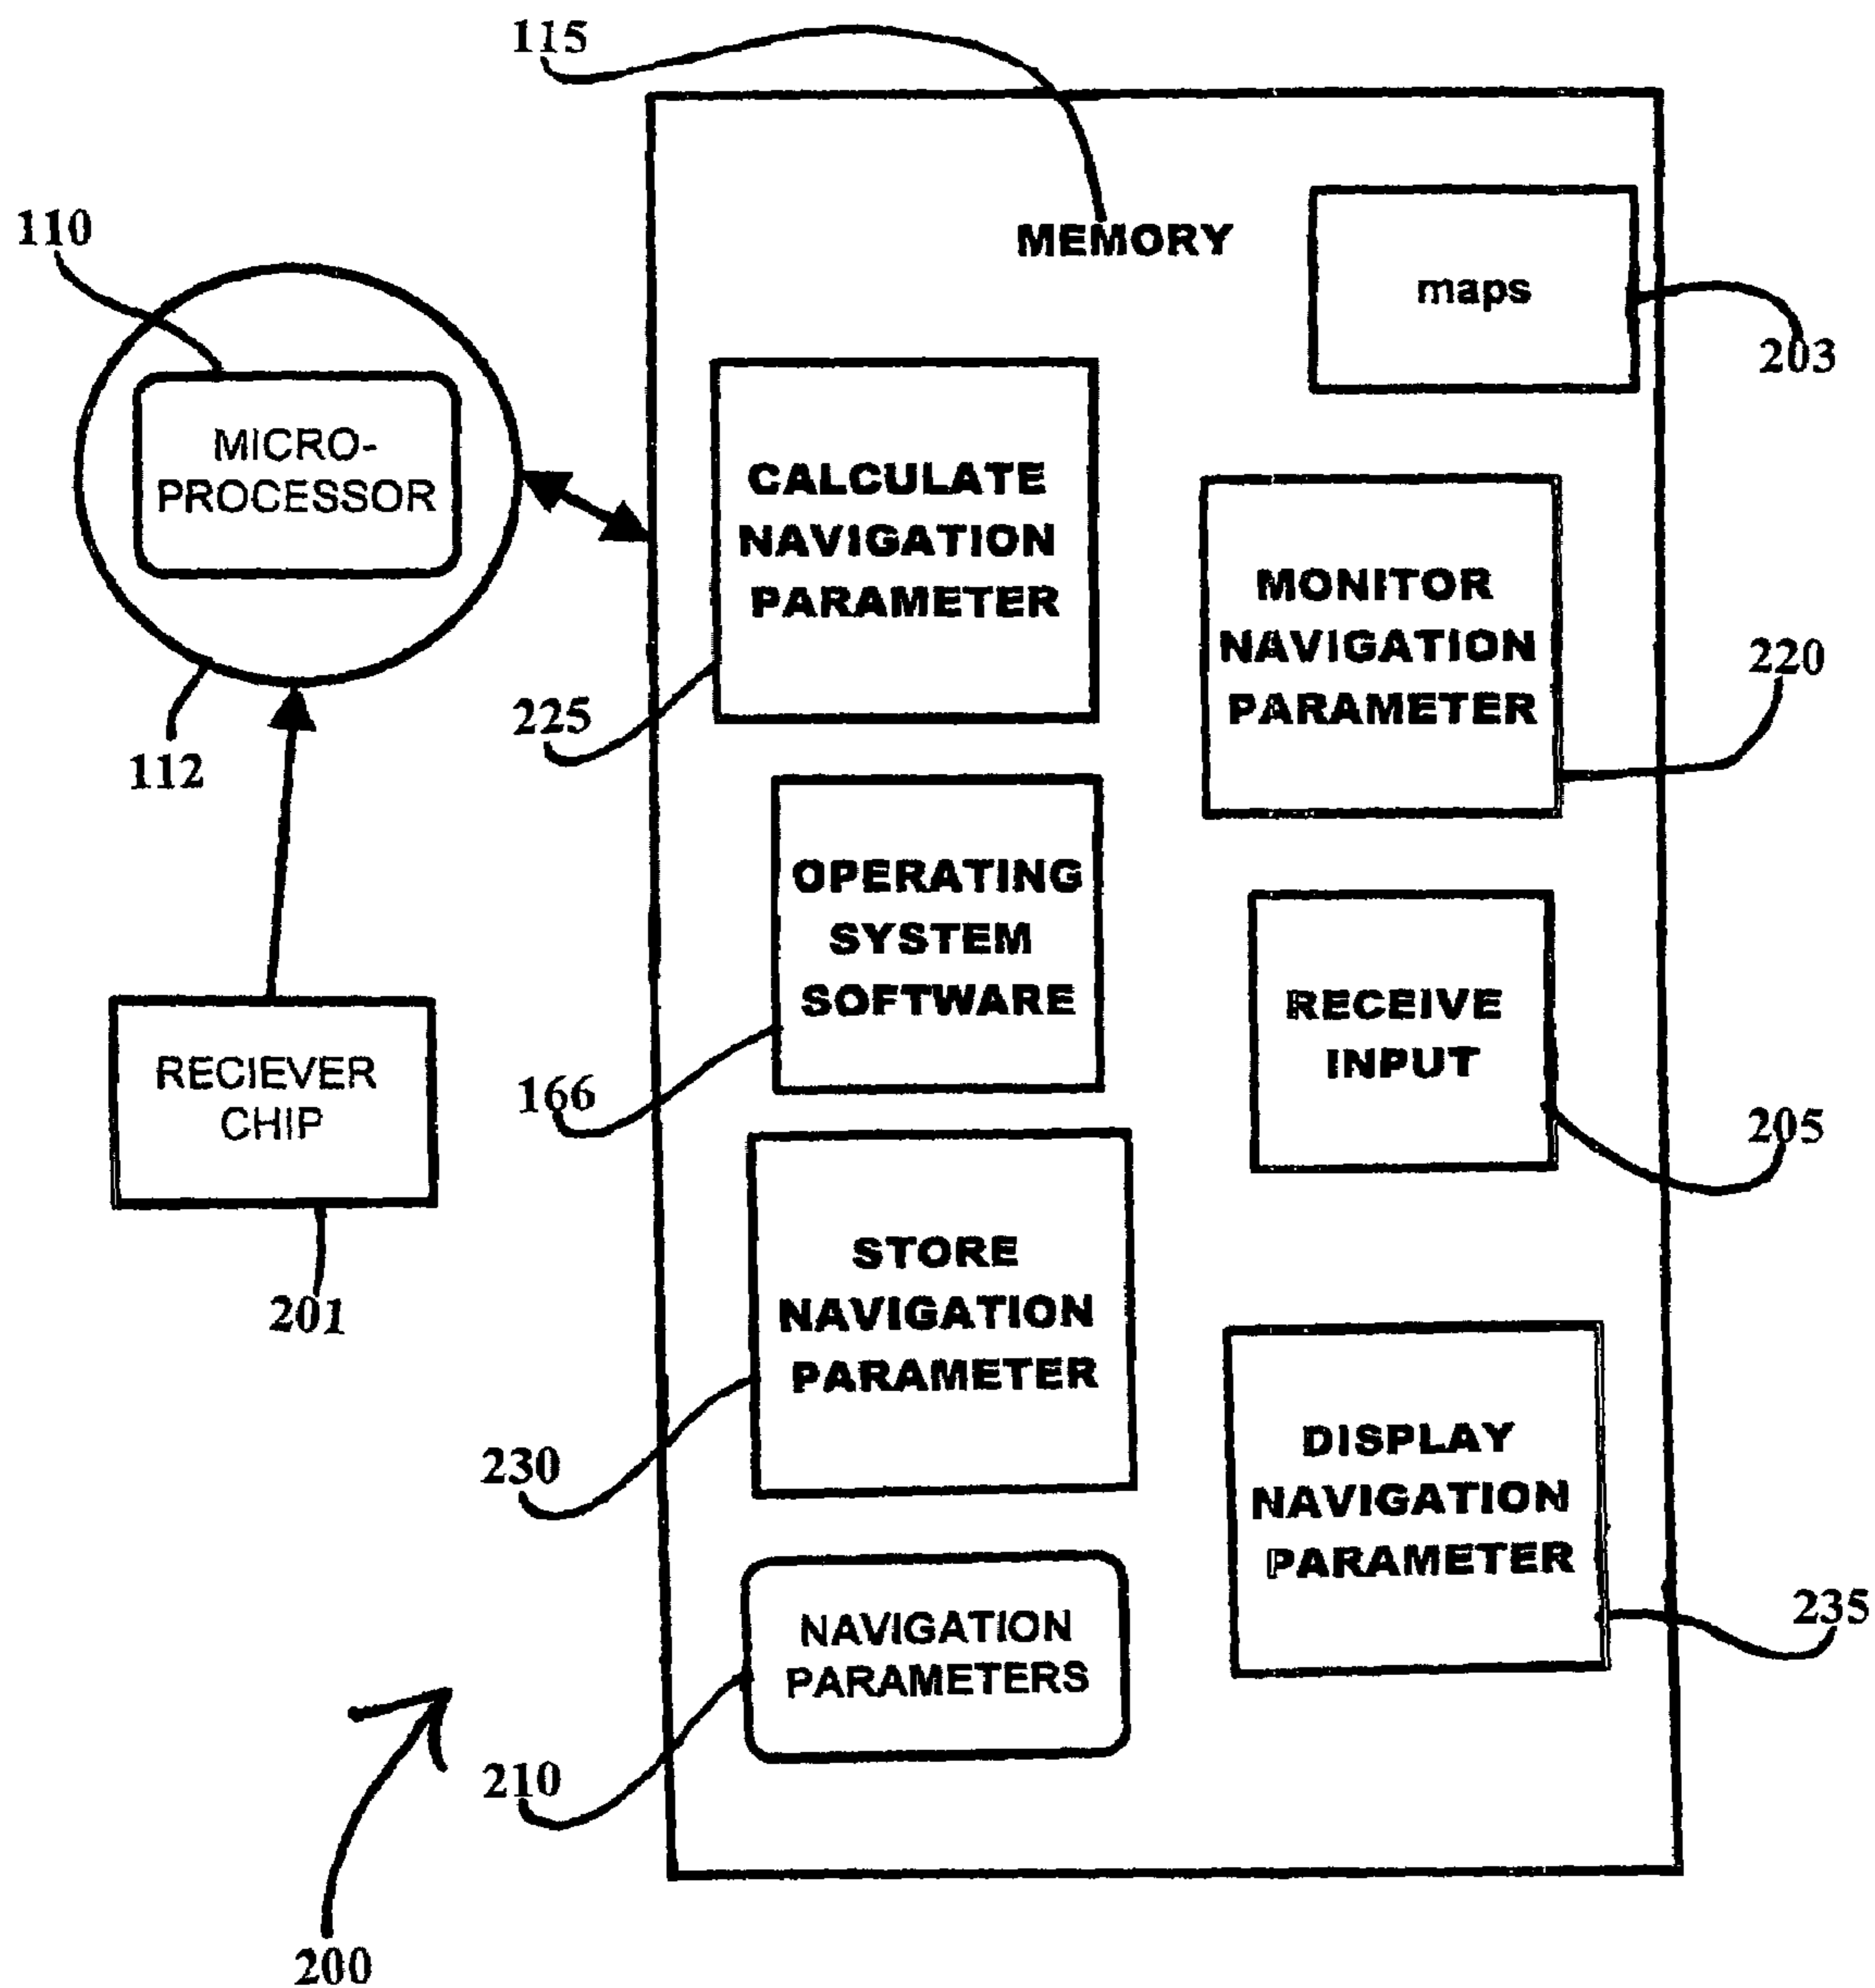 115
110
MEMORY
maps
203
MICRO-
PROCESSOR
112
CALCULATE
NAVIGATION
PARAMETER
225
MONITOR
NAVIGATION
PARAMETER
220
OPERATING
SYSTEM
SOFTWARE
166
RECEIVE
INPUT
205
RECIEVER
CHIP
201
STORE
NAVIGATION
PARAMETER
230
DISPLAY
NAVIGATION
PARAMETER
235
NAVIGATION
PARAMETERS
210
200